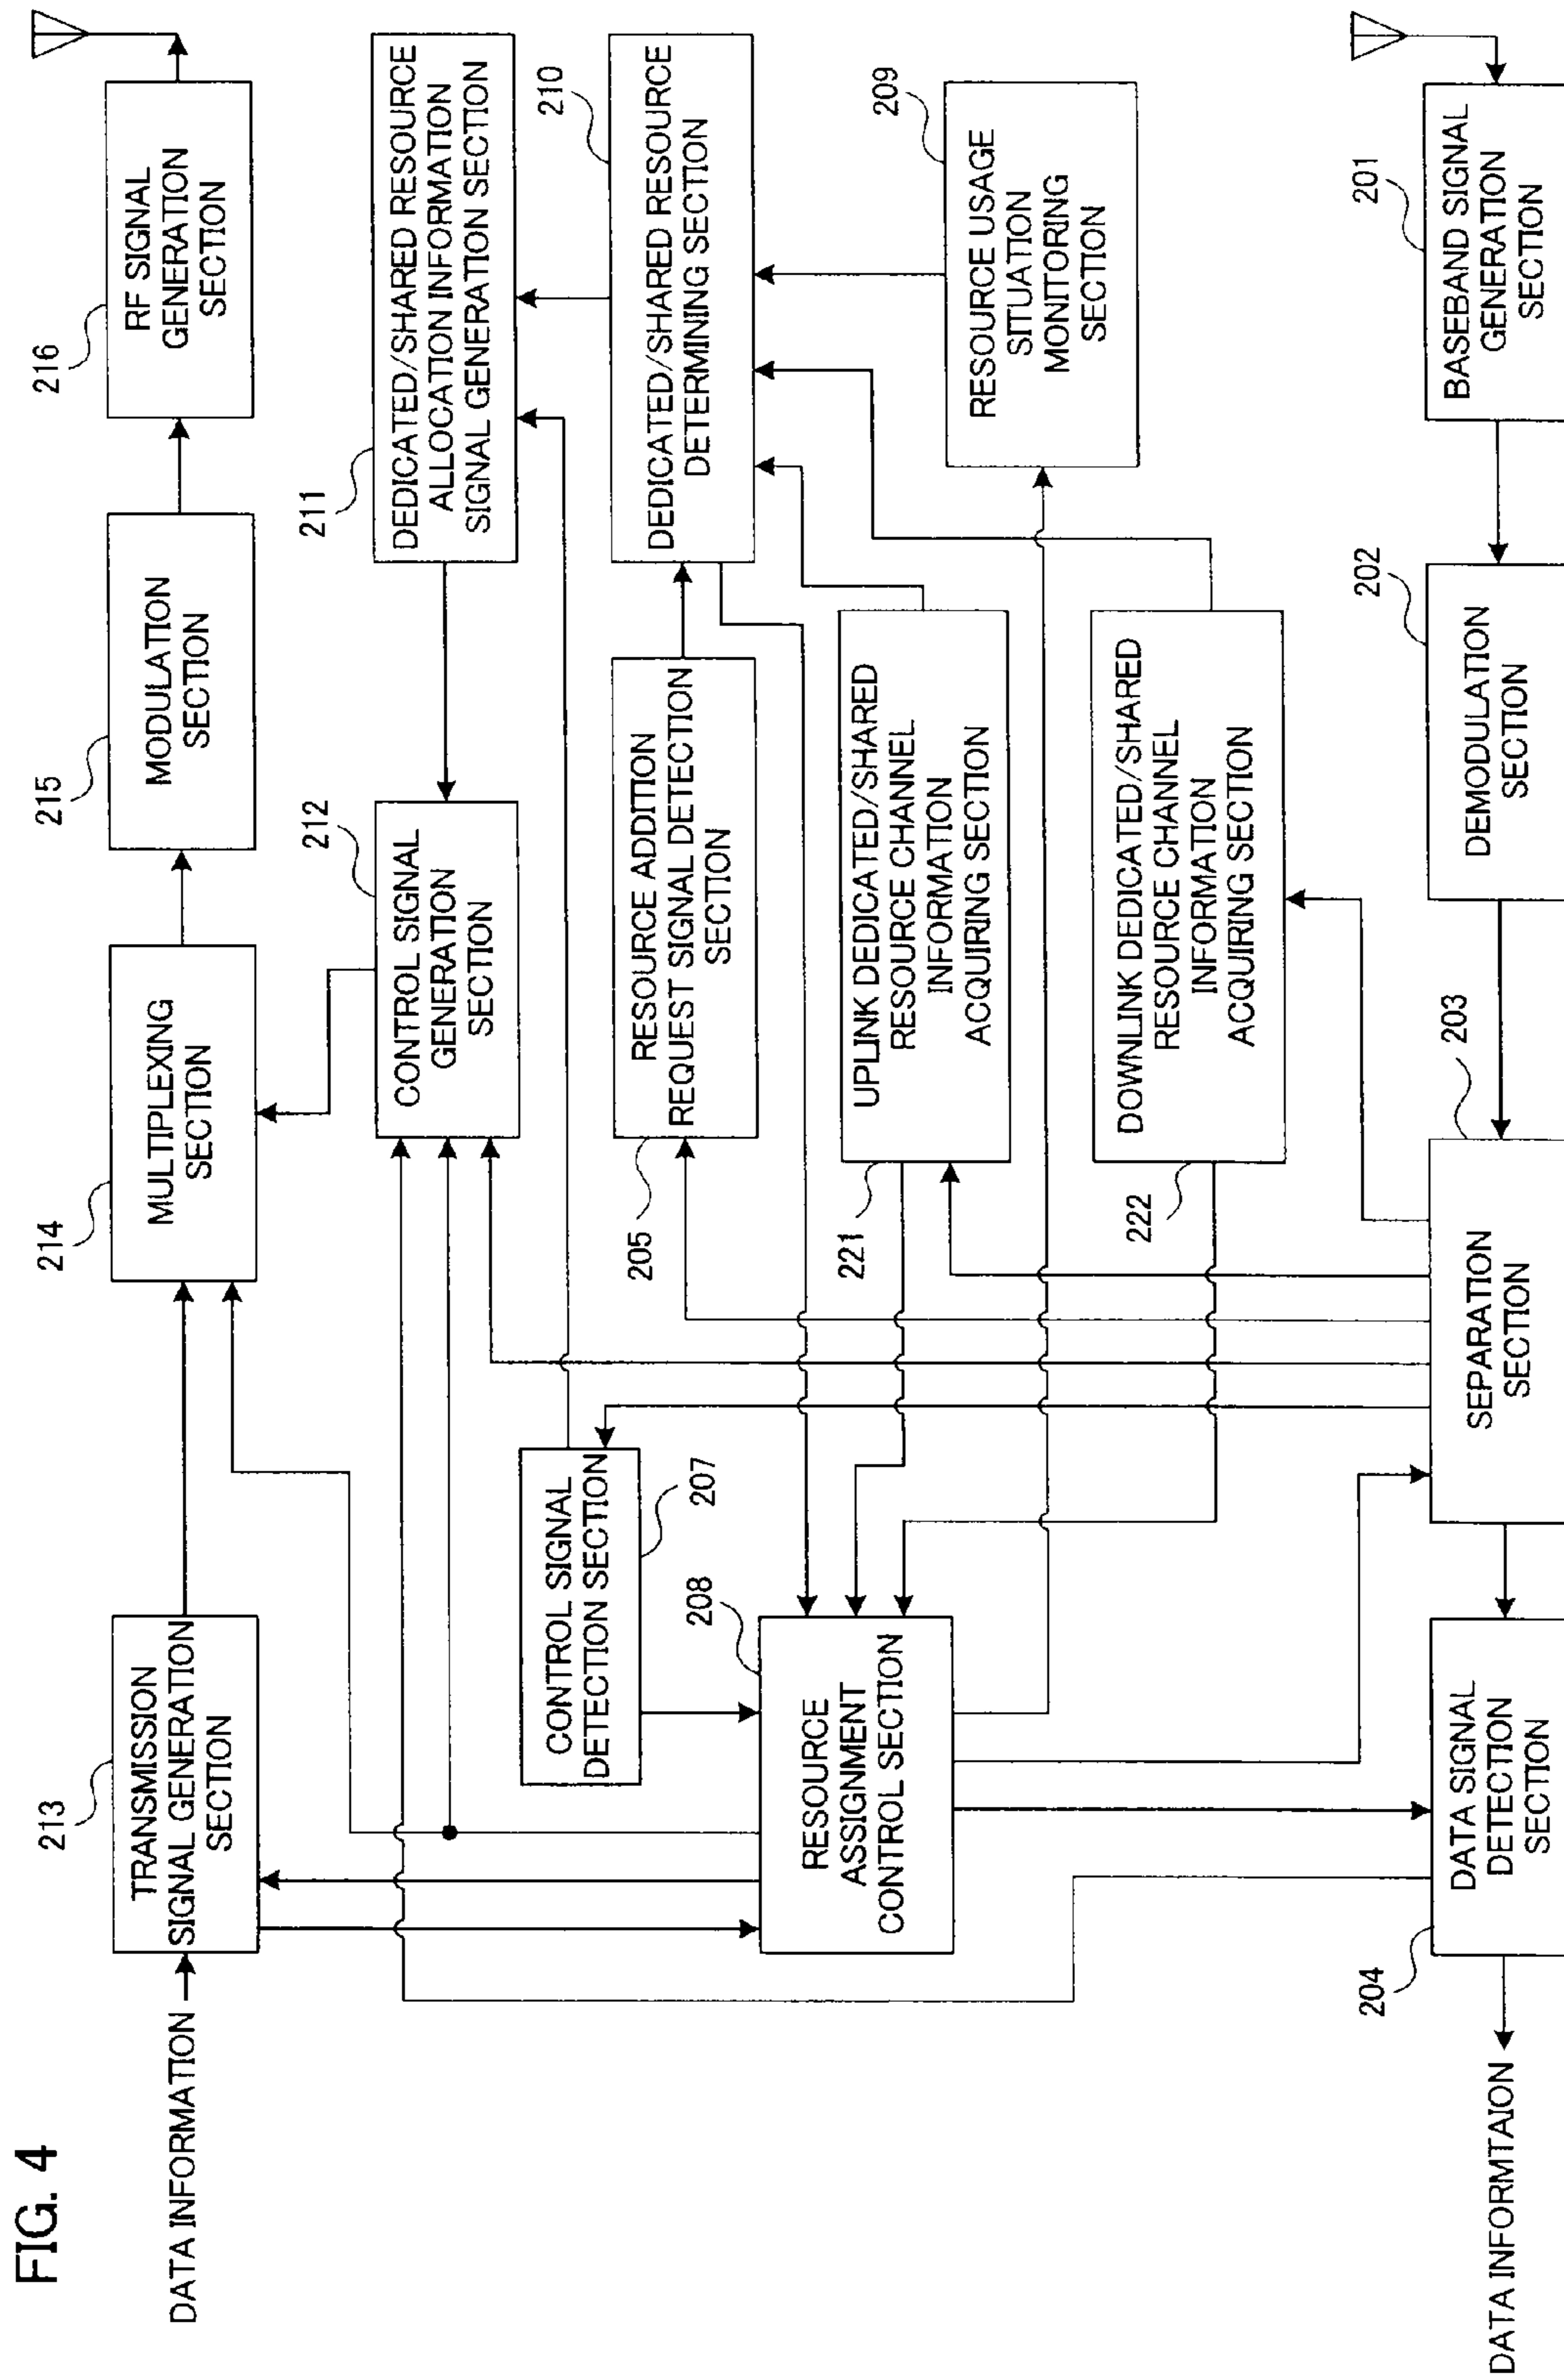 FIG. 4
DATA INFORMATION
213
TRANSMISSION
SIGNAL GENERATION
SECTION
214
MULTIPLEXING
SECTION
215
MODULATION
SECTION
216
RF SIGNAL
GENERATION
SECTION
212
CONTROL SIGNAL
GENERATION
SECTION
211
DEDICATED/SHARED RESOURCE
ALLOCATION INFORMATION
SIGNAL GENERATION SECTION
207
CONTROL SIGNAL
DETECTION SECTION
205
RESOURCE ADDITION
REQUEST SIGNAL DETECTION
SECTION
210
DEDICATED/SHARED RESOURCE
DETERMINING SECTION
208
RESOURCE
ASSIGNMENT
CONTROL SECTION
221
UPLINK DEDICATED/SHARED
RESOURCE CHANNEL
INFORMATION
ACQUIRING SECTION
209
RESOURCE USAGE
SITUATION
MONITORING
SECTION
222
DOWNLINK DEDICATED/SHARED
RESOURCE CHANNEL
INFORMATION
ACQUIRING SECTION
DATA INFORMTAION
204
DATA SIGNAL
DETECTION
SECTION
203
SEPARATION
SECTION
202
DEMODULATION
SECTION
201
BASEBAND SIGNAL
GENERATION
SECTION